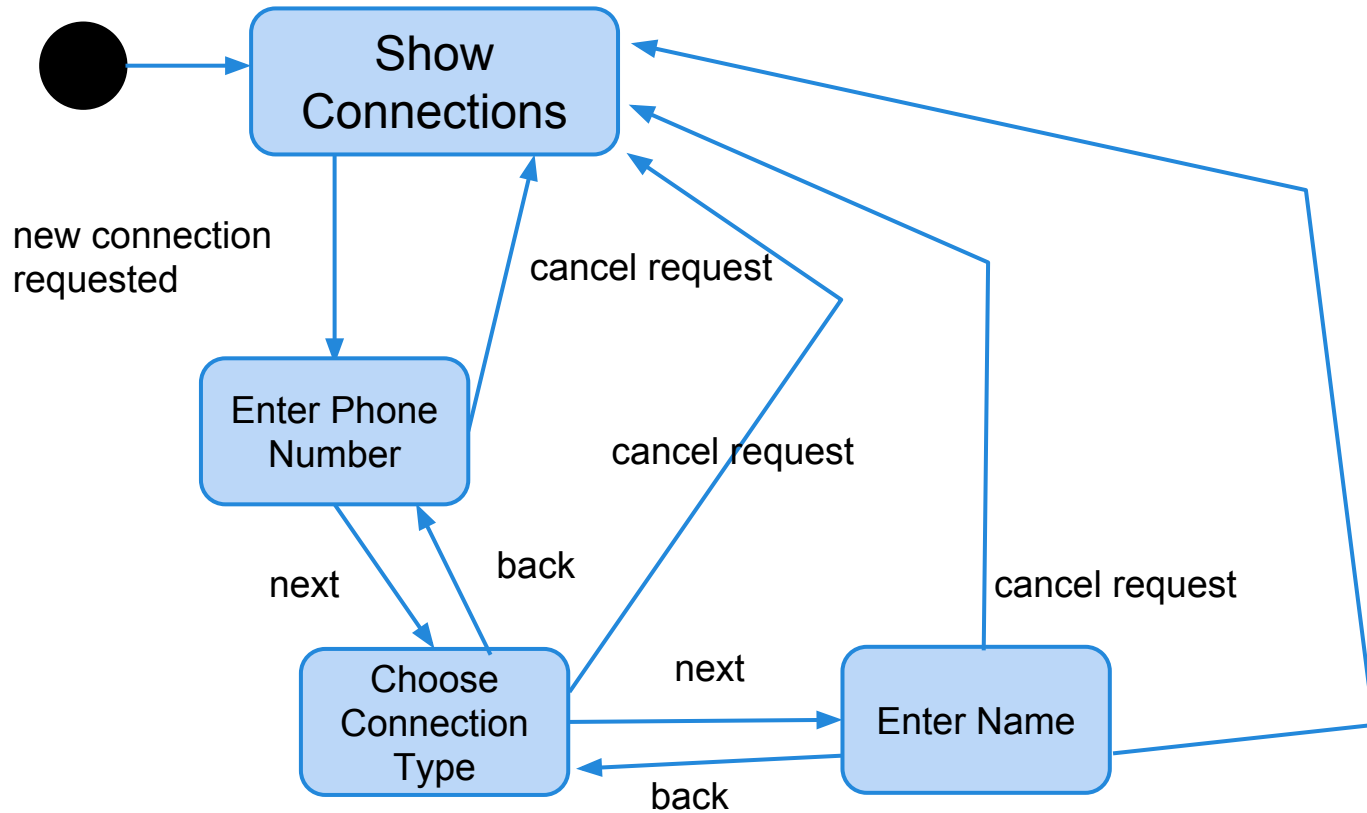 Show
Connections
new connection
requested
cancel request
Enter Phone
Number
cancel request
next
back
cancel request
Choose
Connection
Type
next
Enter Name
back